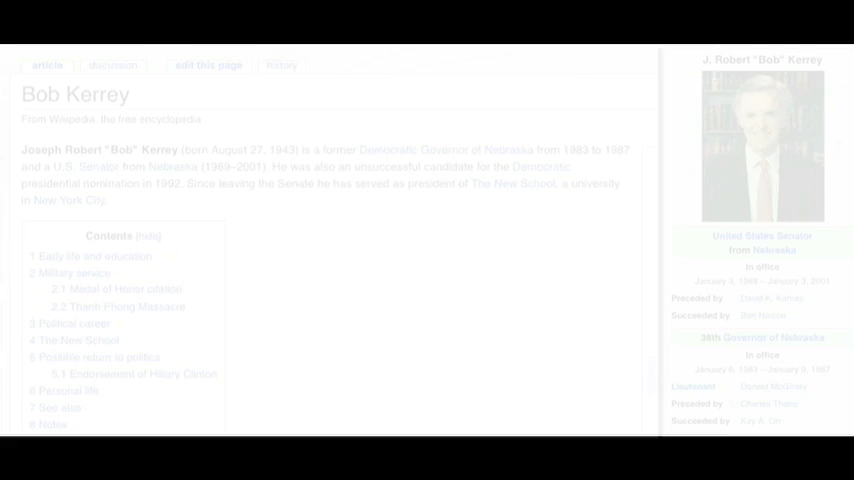 article discussion edit this page history
Bob Kerrey
From Wikipedia, the free encyclopedia
Joseph Robert "Bob" Kerrey (born August 27, 1943) is a former Democratic Governor of Nebraska from 1983 to 1987
and a U.S. Senator from Nebraska (1989–2001). He was also an unsuccessful candidate for the Democratic
presidential nomination in 1992. Since leaving the Senate he has served as president of The New School, a university
in New York City.
Contents [hide]
1 Early life and education
2 Military service
2.1 Medal of Honor citation
2.2 Thanh Phong Massacre
3 Political career
4 The New School
5 Possible return to politics
5.1 Endorsement of Hillary Clinton
6 Personal life
7 See also
8 Notes
J. Robert "Bob" Kerrey
United States Senator
from Nebraska
In office
January 3, 1989 – January 3, 2001
Preceded by David K. Karnes
Succeeded by Ben Nelson
Governor of Nebraska
In office
January 6, 1983 – January 9, 1987
Lieutenant Donald McGinley
Preceded by Charles Thone
Succeeded by Kay A. Orr